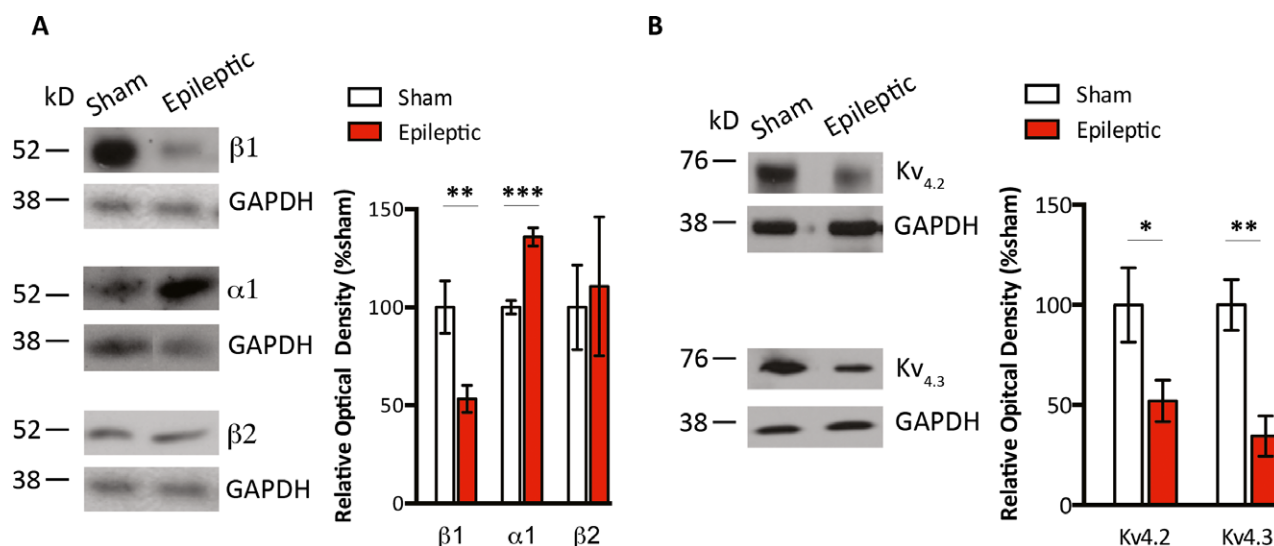 A
kD
Sham
Epileptic
52
β1
38
GAPDH
52
α1
38
GAPDH
52
β2
38
GAPDH
Sham
Epileptic
Relative Optical Density (%sham)
150
100
50
0
**
***
β1
α1
β2
B
kD
Sham
Epileptic
76
Kv4.2
38
GAPDH
76
Kv4.3
38
GAPDH
Sham
Epileptic
Relative Opitcal Density (%sham)
150
100
50
0
*
**
Kv4.2
Kv4.3